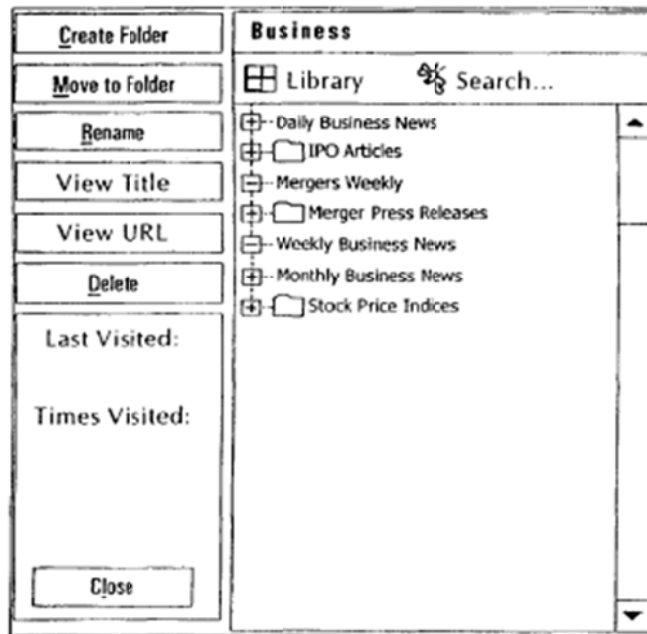 Create Folder
Move to Folder
Rename
View Title
View URL
Delete
Last Visited:
Times Visited:
Close
Business
Library Search...
Daily Business News
IPO Articles
Mergers Weekly
Merger Press Releases
Weekly Business News
Monthly Business News
Stock Price Indices